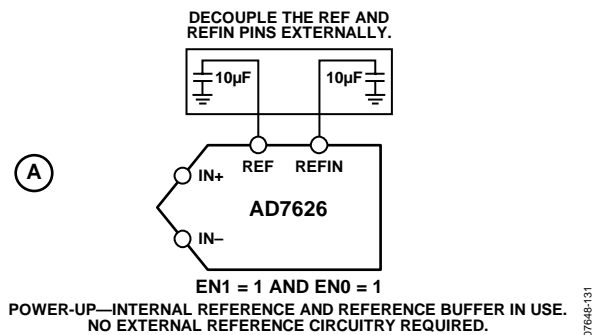 DECOUPLE THE REF AND
REFIN PINS EXTERNALLY.
10µF
10µF
A
REF
REFIN
IN+
AD7626
IN–
EN1 = 1 AND EN0 = 1
POWER-UP—INTERNAL REFERENCE AND REFERENCE BUFFER IN USE.
NO EXTERNAL REFERENCE CIRCUITRY REQUIRED.
07648-131